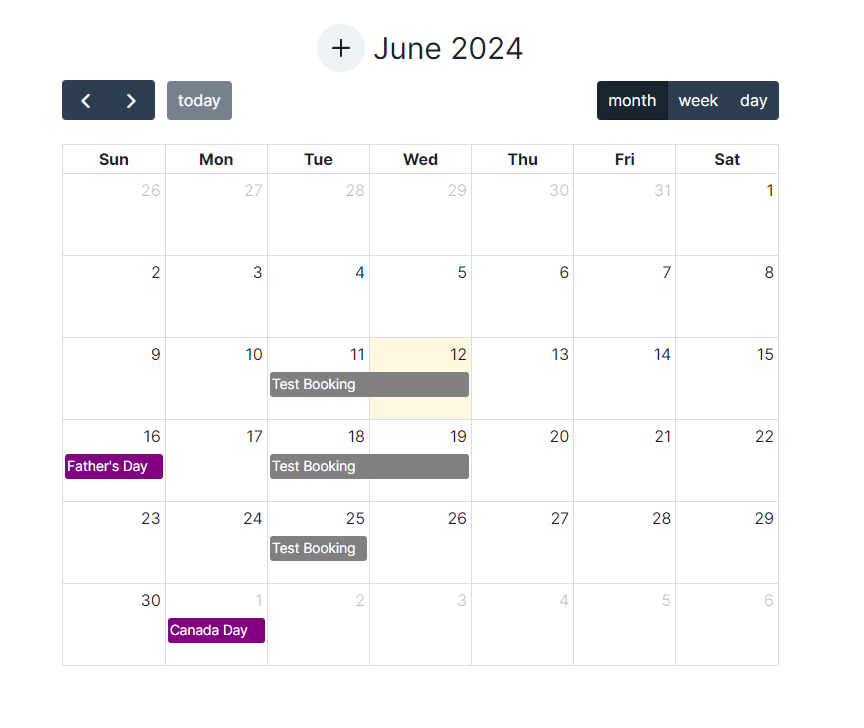 + June 2024
today
month week day
Sun Mon Tue Wed Thu Fri Sat
26 27 28 29 30 31 1
2 3 4 5 6 7 8
9 10 11 12 13 14 15
Test Booking
16 17 18 19 20 21 22
Father's Day Test Booking
23 24 25 26 27 28 29
Test Booking
30 1 2 3 4 5 6
Canada Day